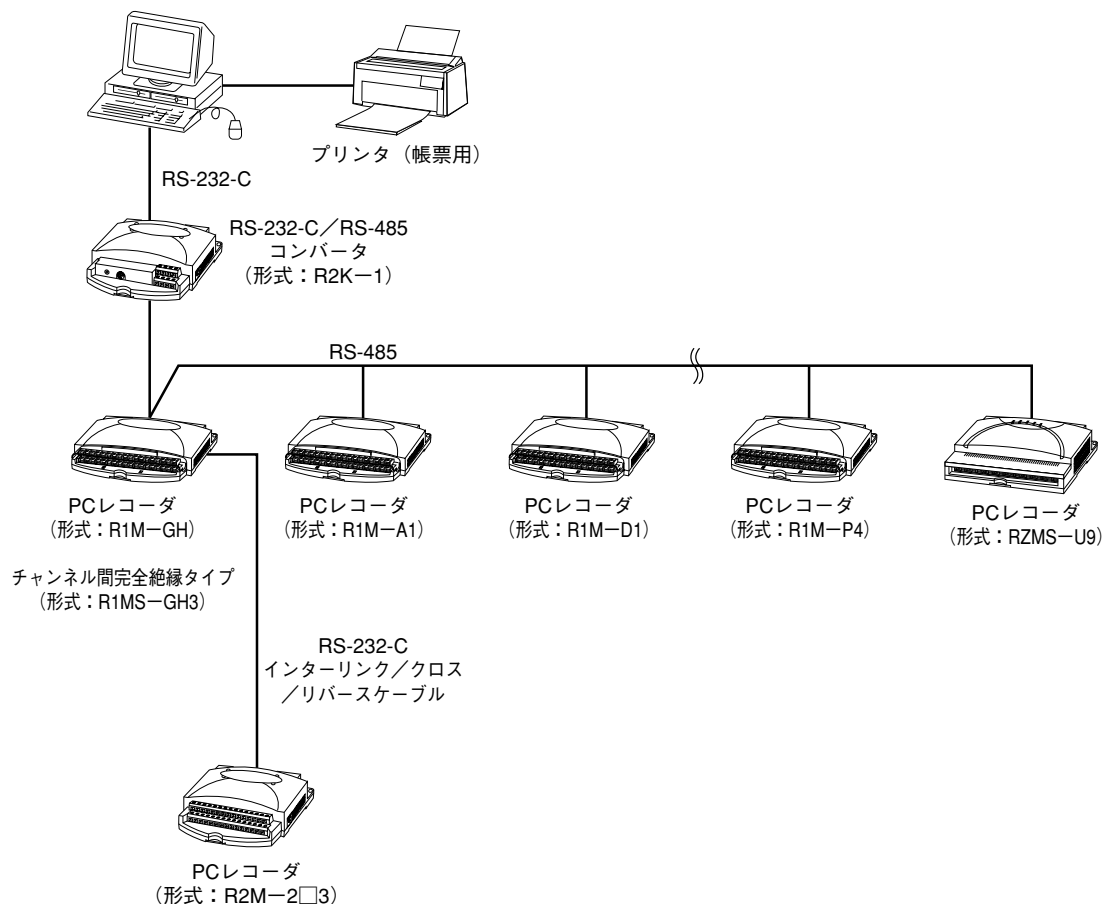 プリンタ（帳票用）
RS-232-C
RS-232-C／RS-485
コンバータ
（形式：R2K－1）
RS-485
PCレコーダ
（形式：R1M－GH）
PCレコーダ
（形式：R1M－A1）
PCレコーダ
（形式：R1M－D1）
PCレコーダ
（形式：R1M－P4）
PCレコーダ
（形式：RZMS－U9）
チャンネル間完全絶縁タイプ
（形式：R1MS－GH3）
RS-232-C
インターリンク／クロス
／リバースケーブル
PCレコーダ
（形式：R2M－2□3）